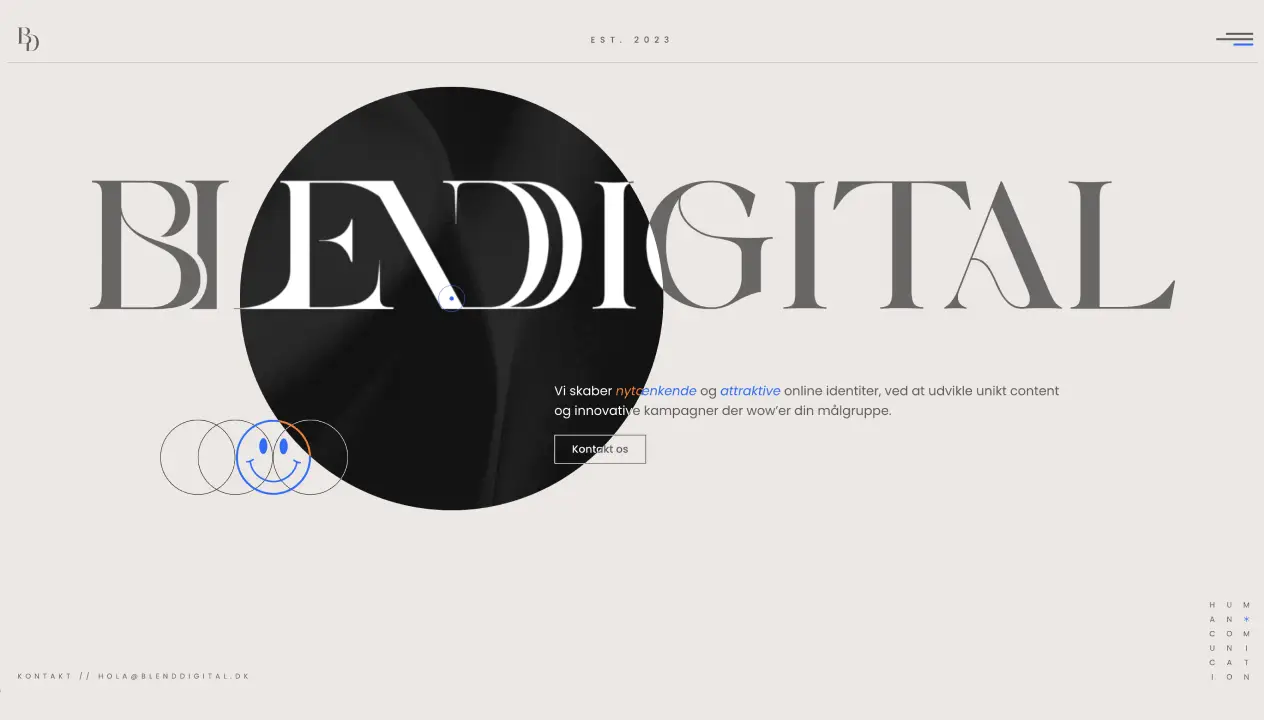 BD
EST. 2023
BLENDDIGITAL
Vi skaber nytænkende og attraktive online identiter, ved at udvikle unikt content
og innovative kampagner der wow'er din målgruppe.
Kontakt os
HUM
AN*
COM
UNI
CAT
ION
KONTAKT // HOLA@BLENDDIGITAL.DK